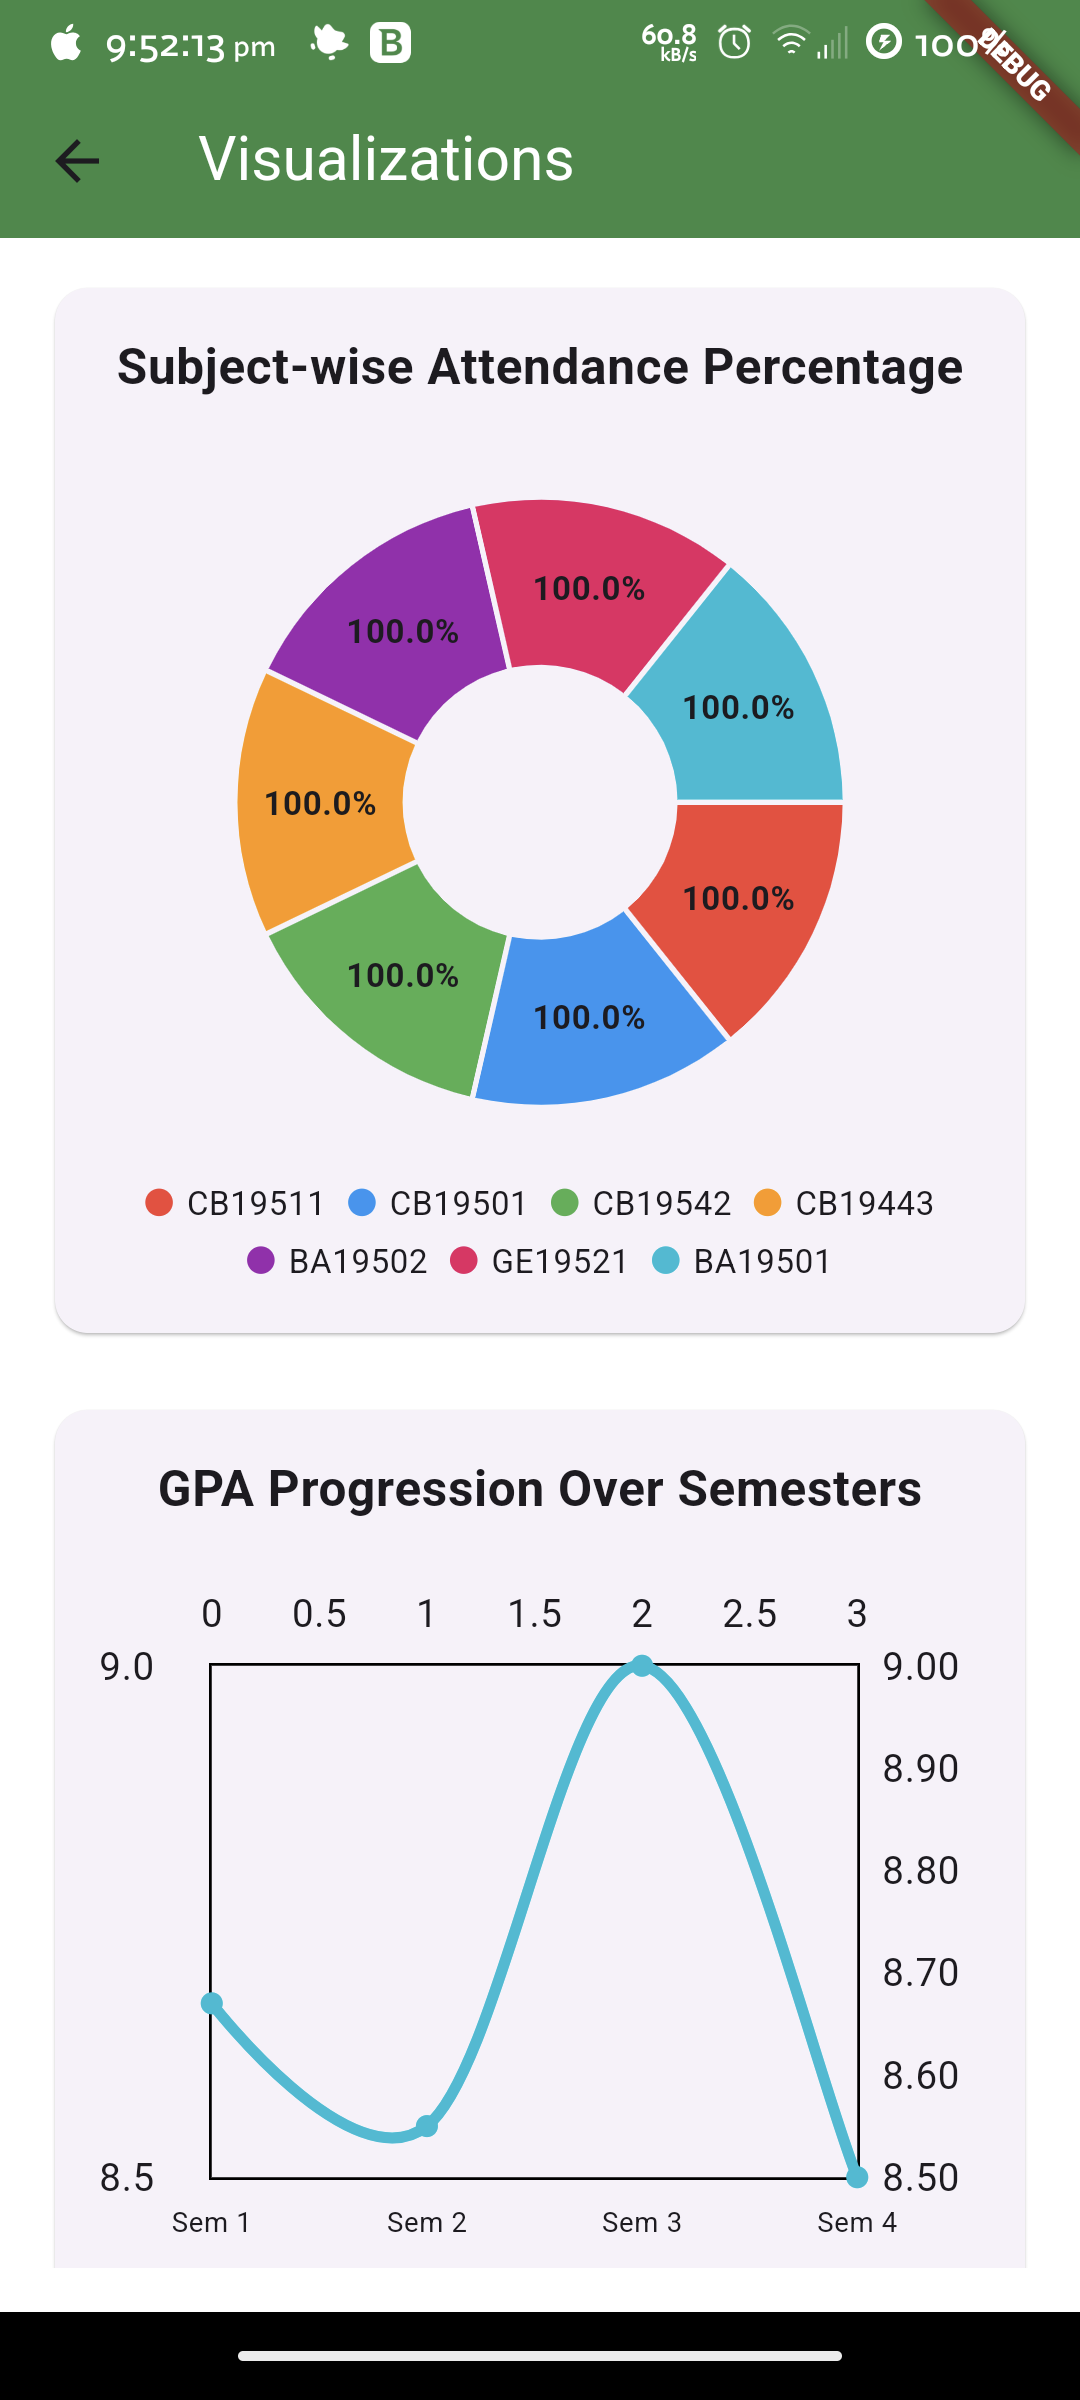 9:52:13 pm B 60.8 kB/s 100% DEBUG
Visualizations
Subject-wise Attendance Percentage
100.0%
100.0%
100.0%
100.0%
100.0%
100.0%
100.0%
CB19511 CB19501 CB19542 CB19443
BA19502 GE19521 BA19501
GPA Progression Over Semesters
0 0.5 1 1.5 2 2.5 3
9.0 9.00
8.90
8.80
8.70
8.60
8.5 8.50
Sem 1 Sem 2 Sem 3 Sem 4